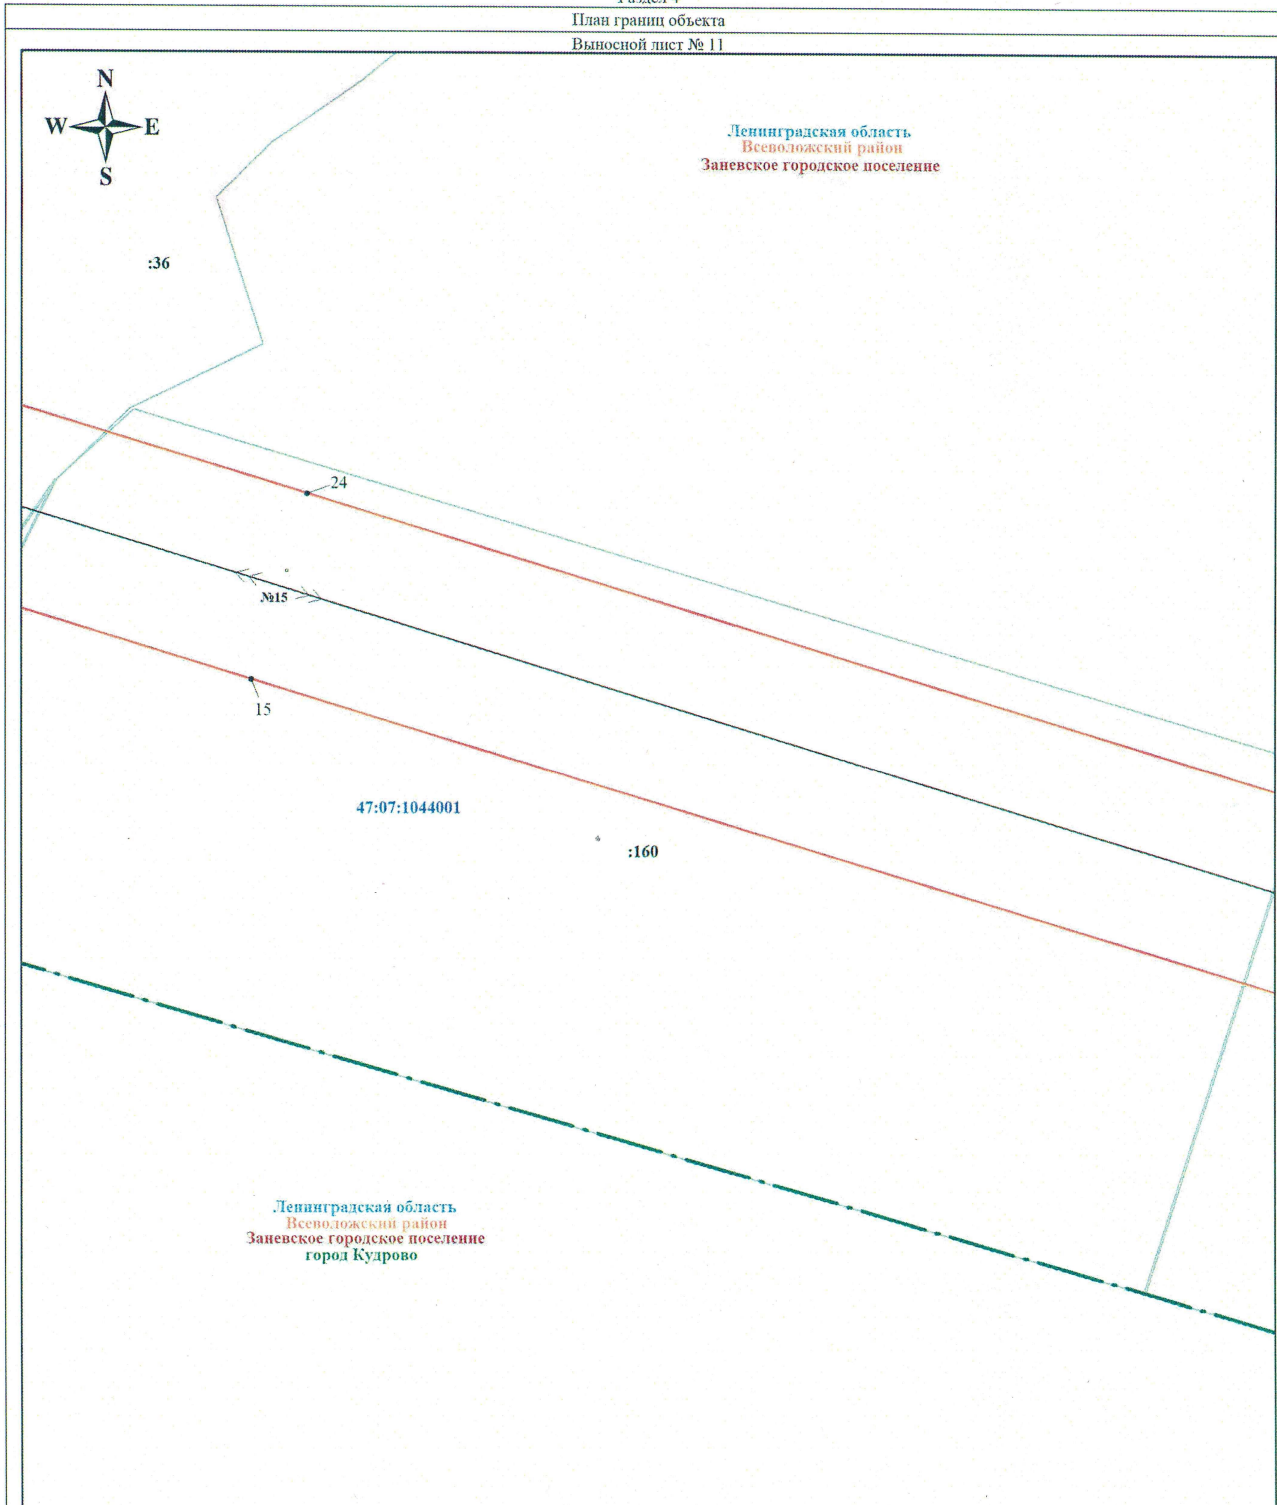 План границ объекта
Выносной лист № 11
N
W E
S
Ленинградская область
Всеволожский район
Заневское городское поселение
:36
24
№15
15
47:07:1044001
:160
Ленинградская область
Всеволожский район
Заневское городское поселение
город Кудрово